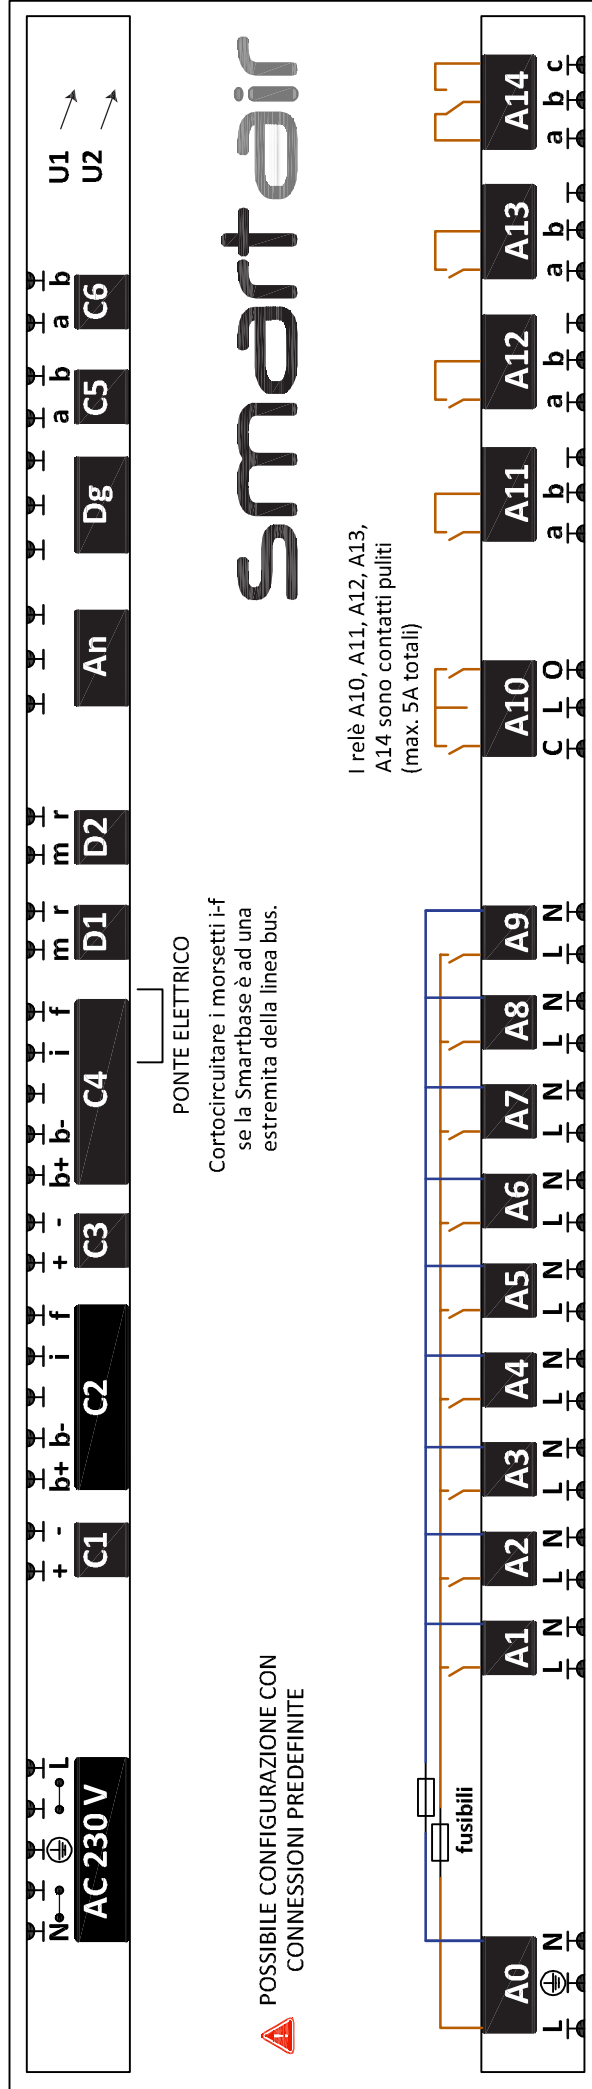 N L + - b+ b- i f + - b+ b- i f m r m r a b a b
AC 230 V C1 C2 C3 C4 D1 D2 An Dg C5 C6
U1
U2
PONTE ELETTRICO
Cortocircuitare i morsetti i-f
se la Smartbase è ad una
estremita della linea bus.
smartair
POSSIBILE CONFIGURAZIONE CON
CONNESSIONI PREDEFINITE
I relè A10, A11, A12, A13,
A14 sono contatti puliti
(max. 5A totali)
fusibili
A0 A1 A2 A3 A4 A5 A6 A7 A8 A9 A10 A11 A12 A13 A14
L N L N L N L N L N L N L N L N L N L N C L O a b a b a b a b c